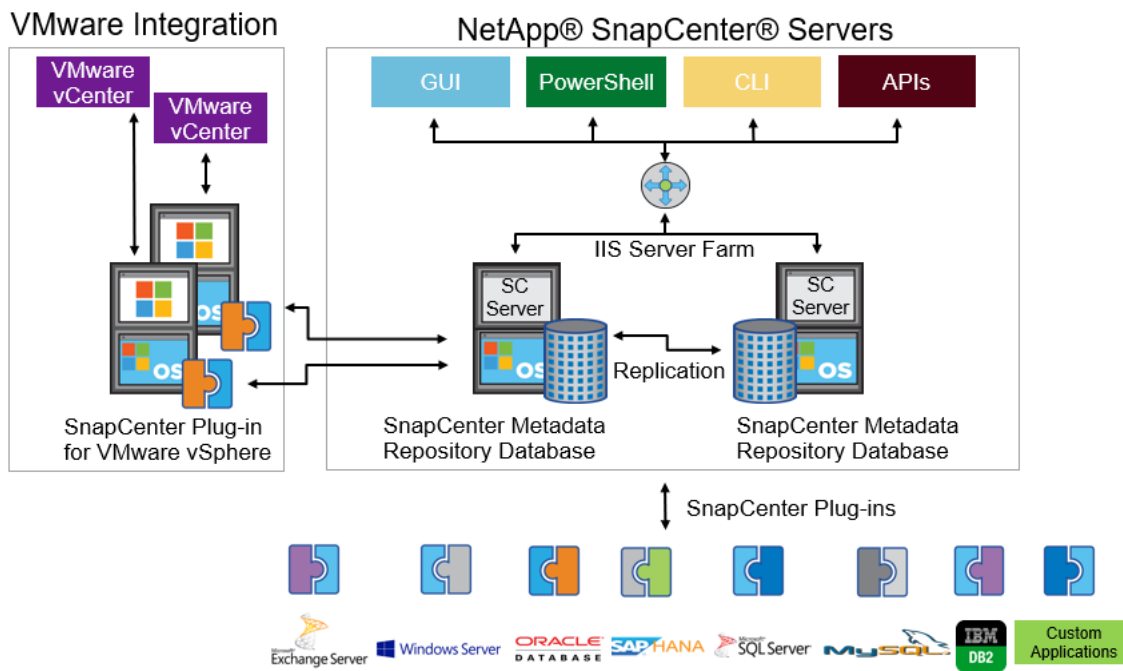 VMware Integration
VMware
vCenter
VMware
vCenter
OS
OS
SnapCenter Plug-in
for VMware vSphere
NetApp® SnapCenter® Servers
GUI
PowerShell
CLI
APIs
IIS Server Farm
SC
Server
SC
Server
Replication
OS
SnapCenter Metadata
Repository Database
SnapCenter Metadata
Repository Database
SnapCenter Plug-ins
Microsoft
Exchange Server
Windows Server
ORACLE
DATABASE
SAP HANA
Microsoft
SQL Server
MySQL
IBM
DB2
Custom
Applications